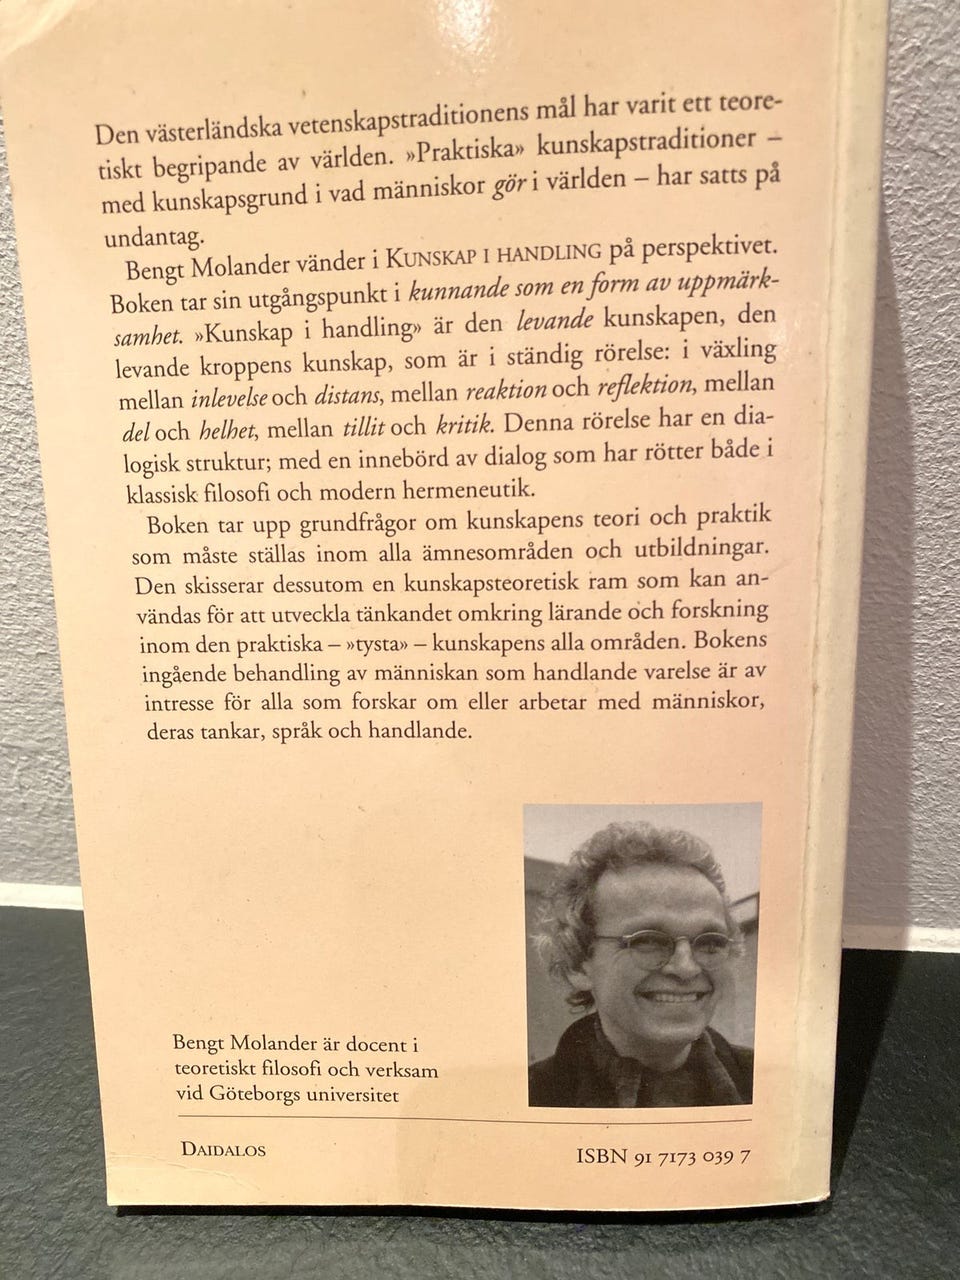 Den västerländska vetenskapstraditionens mål har varit ett teore-
tiskt begripande av världen. »Praktiska» kunskapstraditioner –
med kunskapsgrund i vad människor gör i världen – har satts på
undantag.
Bengt Molander vänder i KUNSKAP I HANDLING på perspektivet.
Boken tar sin utgångspunkt i kunnande som en form av uppmärk-
samhet. »Kunskap i handling» är den levande kunskapen, den
levande kroppens kunskap, som är i ständig rörelse: i växling
mellan inlevelse och distans, mellan reaktion och reflektion, mellan
del och helhet, mellan tillit och kritik. Denna rörelse har en dia-
logisk struktur; med en innebörd av dialog som har rötter både i
klassisk filosofi och modern hermeneutik.
Boken tar upp grundfrågor om kunskapens teori och praktik
som måste ställas inom alla ämnesområden och utbildningar.
Den skisserar dessutom en kunskapsteoretisk ram som kan an-
vändas för att utveckla tänkandet omkring lärande och forskning
inom den praktiska – »tysta» – kunskapens alla områden. Bokens
ingående behandling av människan som handlande varelse är av
intresse för alla som forskar om eller arbetar med människor,
deras tankar, språk och handlande.
Bengt Molander är docent i
teoretiskt filosofi och verksam
vid Göteborgs universitet
DAIDALOS
ISBN 91 7173 039 7